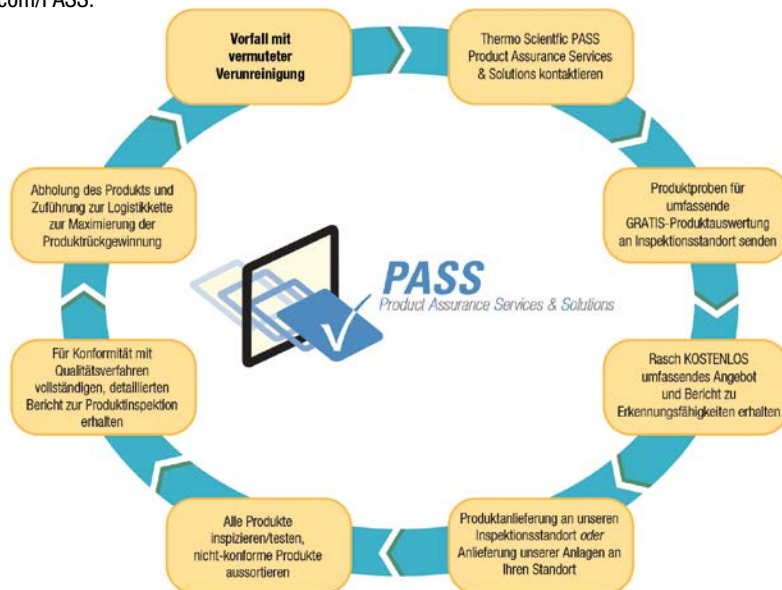 com/PASS.
Vorfall mit
vermuteter
Verunreinigung
Thermo Scientfic PASS
Product Assurance Services
& Solutions kontaktieren
Produktproben für
umfassende
GRATIS-Produktauswertung
an Inspektionsstandort senden
Rasch KOSTENLOS
umfassendes Angebot
und Bericht zu
Erkennungsfähigkeiten erhalten
Produktanlieferung an unseren
Inspektionsstandort oder
Anlieferung unserer Anlagen an
Ihren Standort
Alle Produkte
inspizieren/testen,
nicht-konforme Produkte
aussortieren
Für Konformität mit
Qualitätsverfahren
vollständigen, detaillierten
Bericht zur Produktinspektion
erhalten
Abholung des Produkts und
Zuführung zur Logistikkette
zur Maximierung der
Produktrückgewinnung
PASS
Product Assurance Services & Solutions